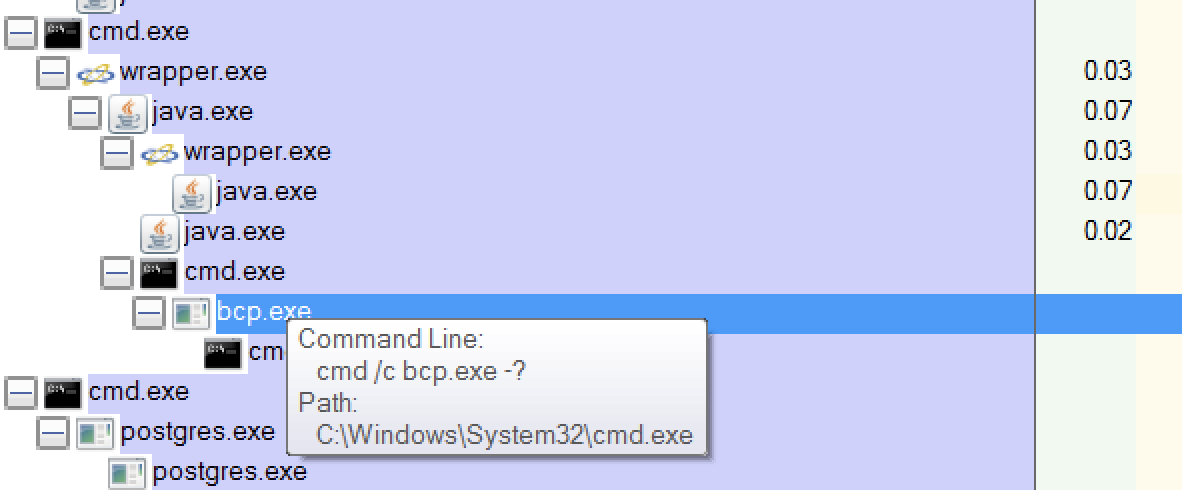 cmd.exe
wrapper.exe 0.03
java.exe 0.07
wrapper.exe 0.03
java.exe 0.07
java.exe 0.02
cmd.exe
bcp.exe
Command Line:
cmd /c bcp.exe -?
Path:
C:\Windows\System32\cmd.exe
cmd.exe
postgres.exe
postgres.exe